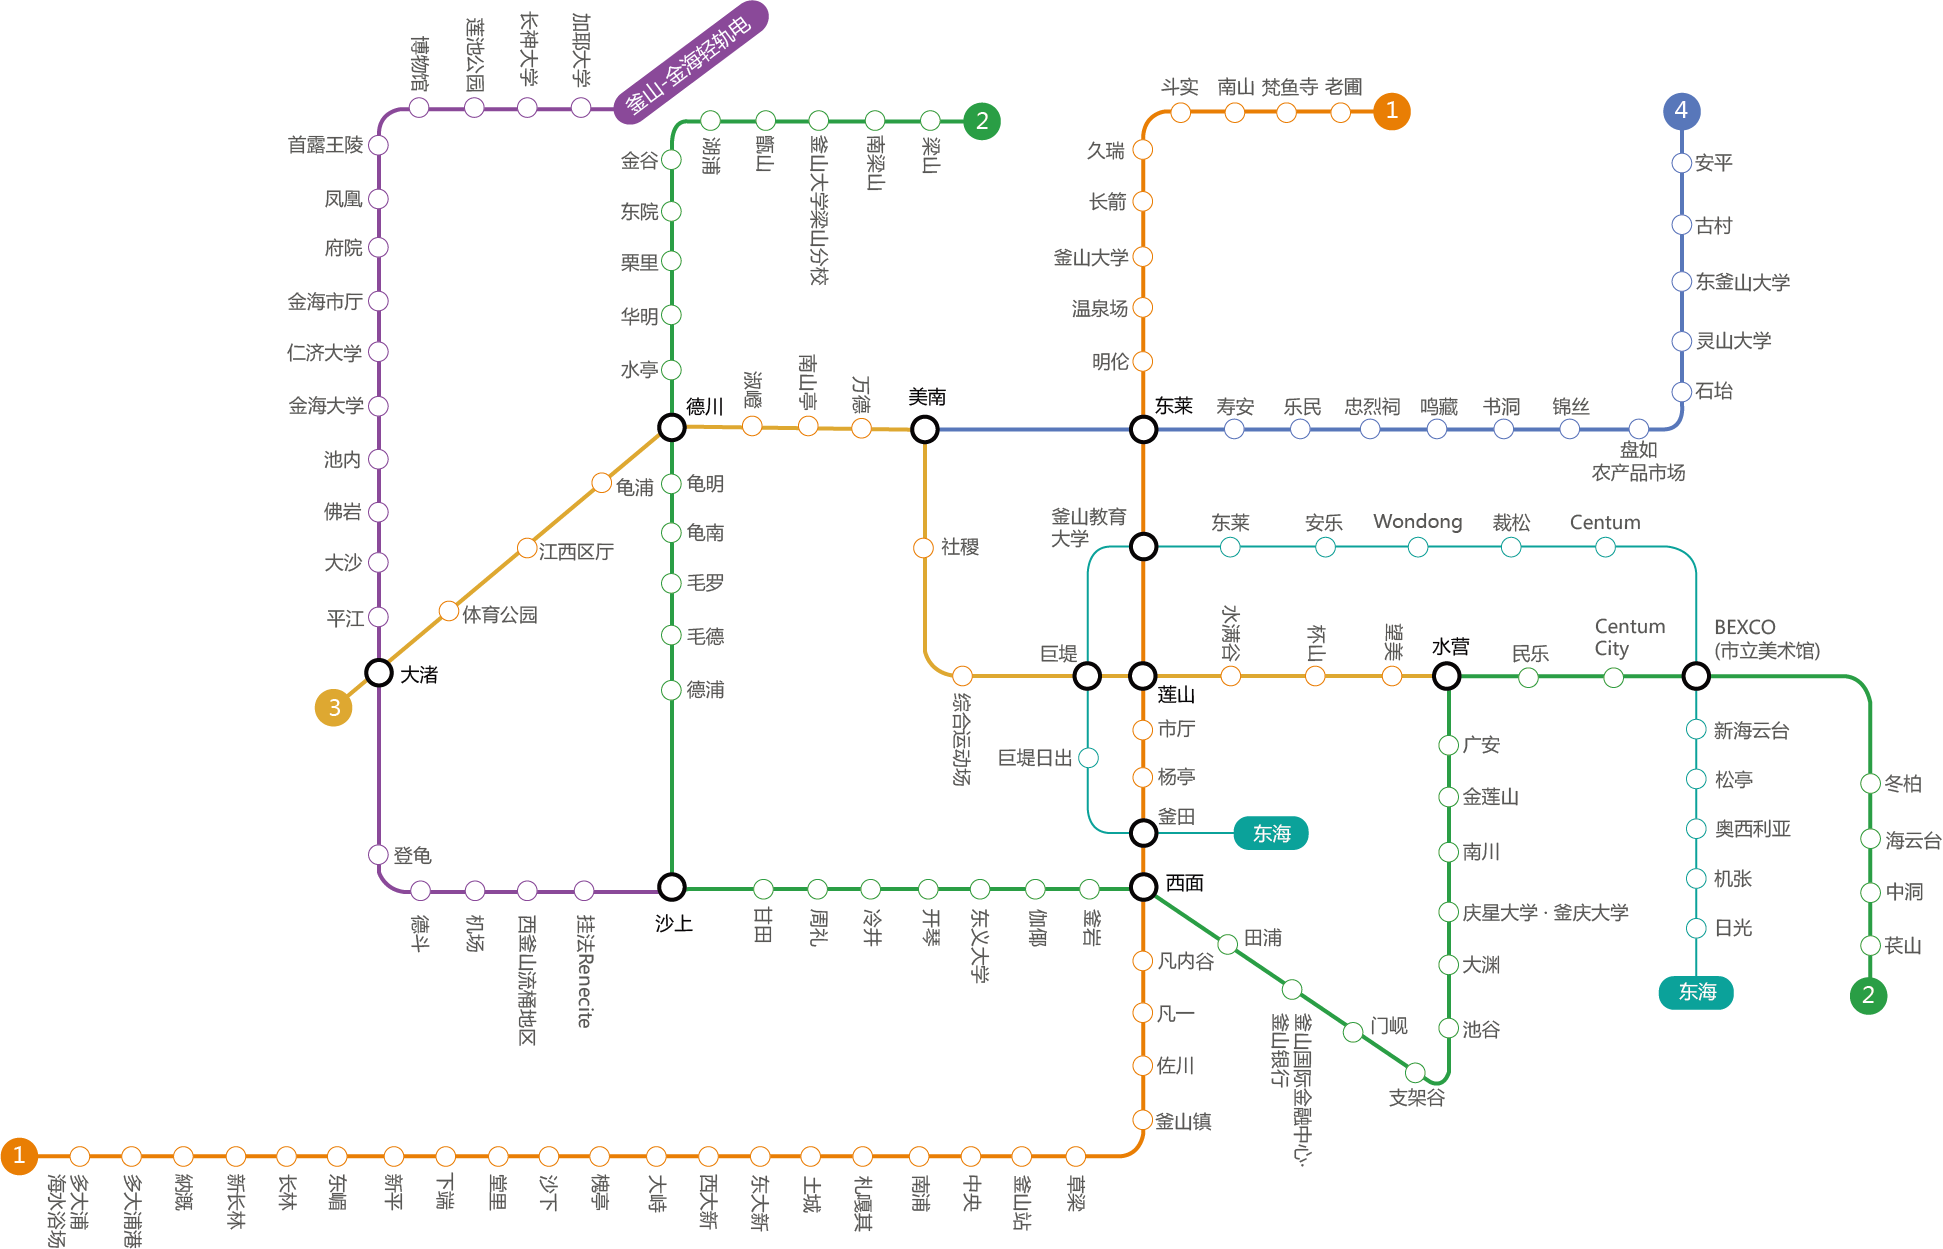 釜山-金海轻轨电
加耶大学
长神大学
莲池公园
博物馆
首露王陵
凤凰
府院
金海市厅
仁济大学
金海大学
池内
佛岩
大沙
平江
大渚
登龟
德斗
机场
西釜山流桶地区
挂法Renecite
沙上
2
梁山
南梁山
釜山大学梁山分校
甑山
湖浦
金谷
东院
栗里
华明
水亭
德川
龟明
龟南
毛罗
毛德
德浦
甘田
周礼
冷井
开琴
东义大学
伽倻
釜岩
西面
田浦
釜山国际金融中心·
釜山银行
门岘
支架谷
池谷
大渊
庆星大学 · 釜庆大学
南川
金莲山
广安
水营
民乐
Centum
City
BEXCO
(市立美术馆)
冬柏
海云台
中洞
苌山
2
3
体育公园
江西区厅
龟浦
淑嶝
南山亭
万德
美南
社稷
综合运动场
巨堤
莲山
水满谷
杯山
望美
4
安平
古村
东釜山大学
灵山大学
石坮
盘如
农产品市场
锦丝
书洞
鸣藏
忠烈祠
乐民
寿安
东莱
1
老圃
梵鱼寺
南山
斗实
久瑞
长箭
釜山大学
温泉场
明伦
釜山教育
大学
市厅
杨亭
釜田
凡内谷
凡一
佐川
釜山镇
草梁
釜山站
中央
南浦
札嘎其
土城
东大新
西大新
大峙
槐亭
沙下
堂里
下端
新平
东嵋
长林
新长林
納溉
多大浦港
多大浦
海水浴场
1
东海
巨堤日出
东莱
安乐
Wondong
裁松
Centum
新海云台
松亭
奥西利亚
机张
日光
东海